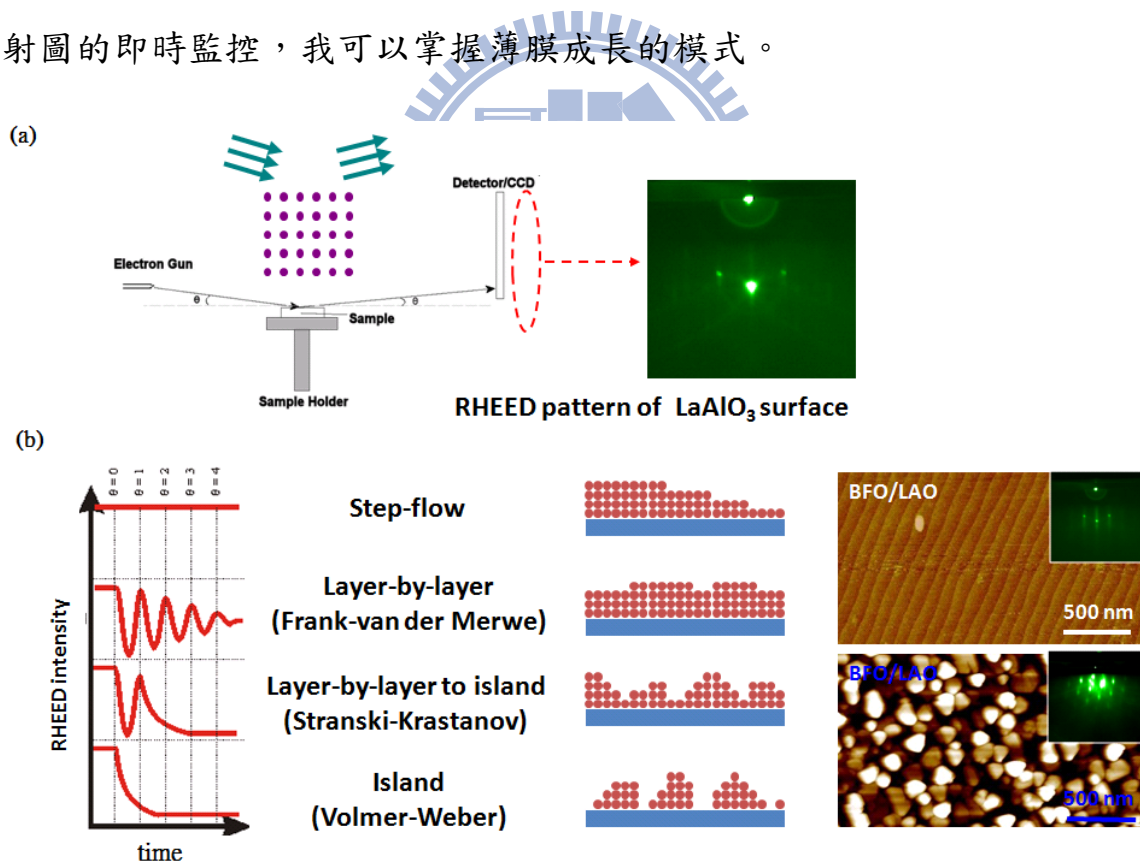 射圖的即時監控，我可以掌握薄膜成長的模式。
(a)
Detector/CCD
Electron Gun
θ
θ
Sample
Sample Holder
RHEED pattern of LaAlO₃ surface
(b)
θ=0
θ=1
θ=2
θ=3
θ=4
RHEED intensity
time
Step-flow
Layer-by-layer
(Frank-van der Merwe)
Layer-by-layer to island
(Stranski-Krastanov)
Island
(Volmer-Weber)
BFO/LAO
500 nm
BFO/LAO
500 nm